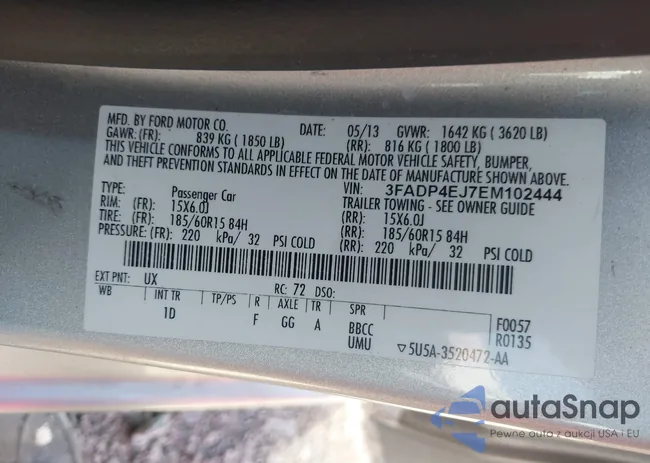 MFD. BY FORD MOTOR CO. DATE: 05/13 GVWR: 1642 KG ( 3620 LB)
GAWR: (FR): 839 KG ( 1850 LB) (RR): 816 KG ( 1800 LB)
THIS VEHICLE CONFORMS TO ALL APPLICABLE FEDERAL MOTOR VEHICLE SAFETY, BUMPER,
AND THEFT PREVENTION STANDARDS IN EFFECT ON THE DATE OF MANUFACTURE SHOWN ABOVE.
VIN: 3FADP4EJ7EM102444
TYPE: Passenger Car TRAILER TOWING - SEE OWNER GUIDE
RIM: (FR): 15X6.0J (RR): 15X6.0J
TIRE: (FR): 185/60R15 84H (RR): 185/60R15 84H
PRESSURE: (FR): 220 kPa/ 32 PSI COLD (RR): 220 kPa/ 32 PSI COLD
EXT PNT: UX RC: 72 DSO:
WB INT TR TP/PS R AXLE TR SPR
1D F GG A BBCC F0057
UMU R0135
▽5U5A-3520472-AA
autaSnap
Pewne auta z aukcji USA i EU